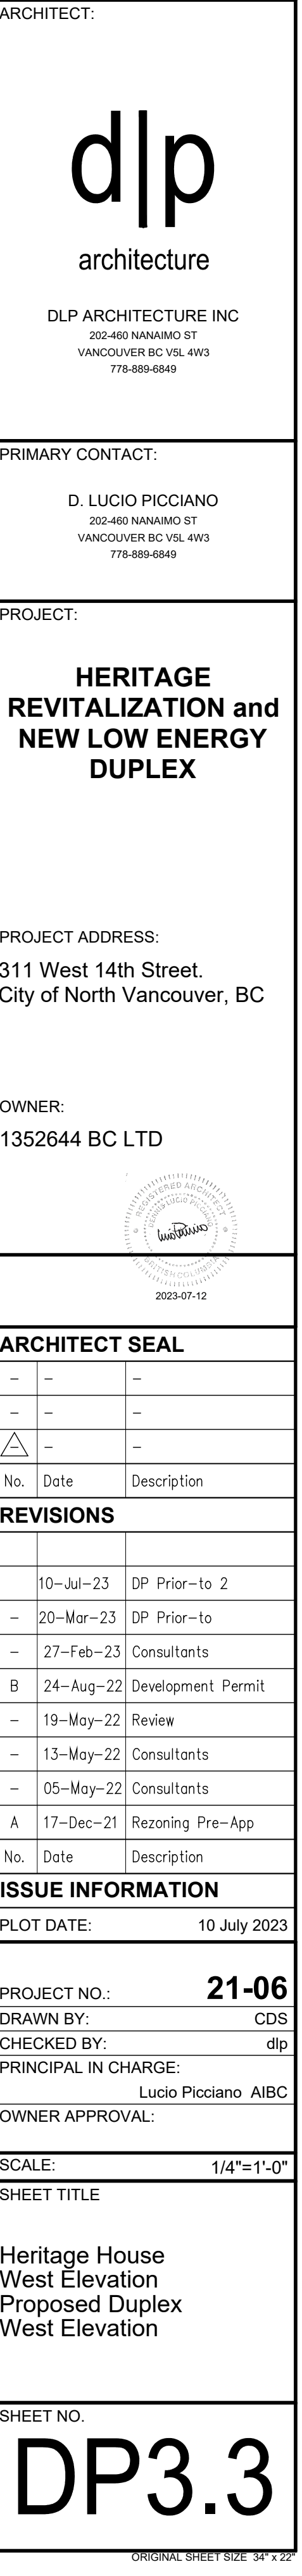 ARCHITECT:
d|p
architecture
DLP ARCHITECTURE INC
202-460 NANAIMO ST
VANCOUVER BC V5L 4W3
778-889-6849
PRIMARY CONTACT:
D. LUCIO PICCIANO
202-460 NANAIMO ST
VANCOUVER BC V5L 4W3
778-889-6849
PROJECT:
HERITAGE
REVITALIZATION and
NEW LOW ENERGY
DUPLEX
PROJECT ADDRESS:
311 West 14th Street.
City of North Vancouver, BC
OWNER:
1352644 BC LTD
REGISTERED ARCHITECT
DENNIS LUCIO PICCIANO
BRITISH COLUMBIA
2023-07-12
ARCHITECT SEAL
– – –
– – –
– – –
No. Date Description
REVISIONS
10-Jul-23 DP Prior-to 2
– 20-Mar-23 DP Prior-to
– 27-Feb-23 Consultants
B 24-Aug-22 Development Permit
– 19-May-22 Review
– 13-May-22 Consultants
– 05-May-22 Consultants
A 17-Dec-21 Rezoning Pre-App
No. Date Description
ISSUE INFORMATION
PLOT DATE: 10 July 2023
PROJECT NO.: 21-06
DRAWN BY: CDS
CHECKED BY: dlp
PRINCIPAL IN CHARGE:
Lucio Picciano AIBC
OWNER APPROVAL:
SCALE: 1/4"=1'-0"
SHEET TITLE
Heritage House
West Elevation
Proposed Duplex
West Elevation
SHEET NO.
DP3.3
ORIGINAL SHEET SIZE 34" x 22"